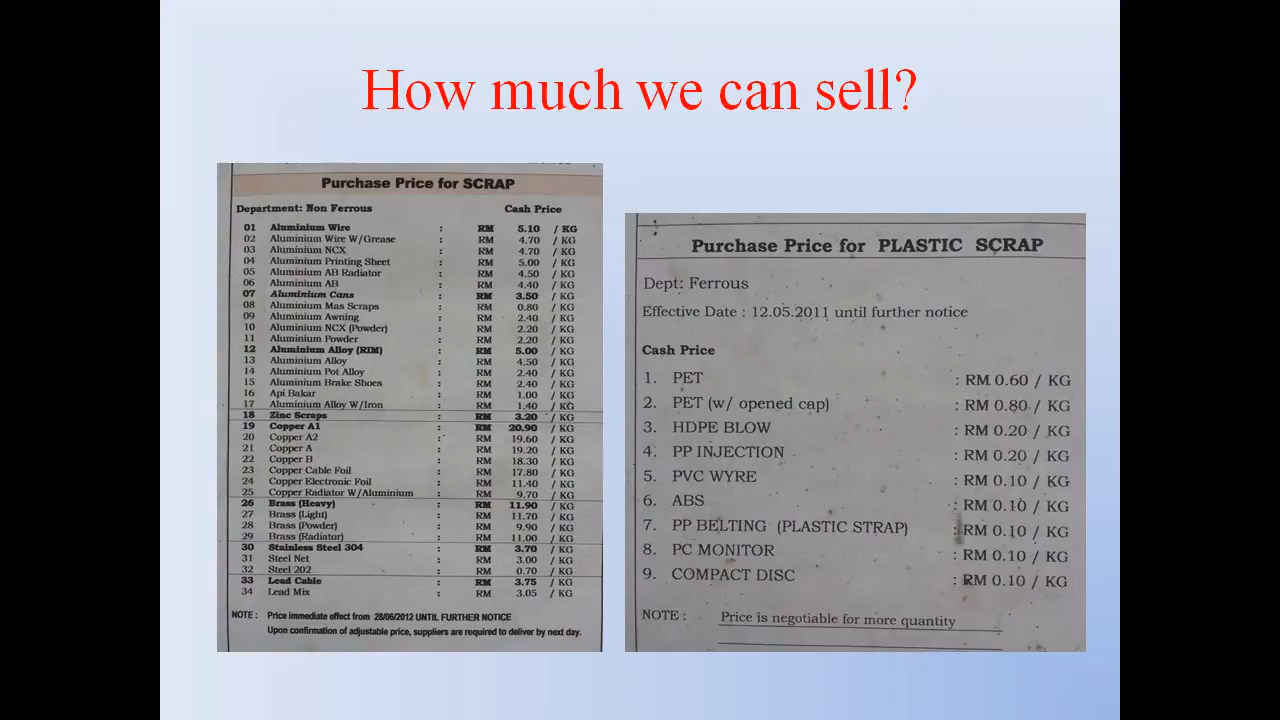 How much we can sell?
Purchase Price for SCRAP
Department: Non Ferrous Cash Price
01 Aluminium Wire : RM 5.10 / KG
02 Aluminium Wire W/Grease : RM 4.70 / KG
03 Aluminium NCX : RM 4.70 / KG
04 Aluminium Printing Sheet : RM 5.00 / KG
05 Aluminium AB Radiator : RM 4.50 / KG
06 Aluminium AB : RM 4.40 / KG
07 Aluminium Cans : RM 3.50 / KG
08 Aluminium Mas Scraps : RM 0.80 / KG
09 Aluminium Awning : RM 2.40 / KG
10 Aluminium NCX (Powder) : RM 2.20 / KG
11 Aluminium Powder : RM 2.20 / KG
12 Aluminium Alloy (RIM) : RM 5.00 / KG
13 Aluminium Alloy : RM 4.50 / KG
14 Aluminium Pot Alloy : RM 2.40 / KG
15 Aluminium Brake Shoes : RM 2.40 / KG
16 Api Bakar : RM 1.00 / KG
17 Aluminium Alloy W/Iron : RM 1.40 / KG
18 Zinc Scraps : RM 3.20 / KG
19 Copper A1 : RM 20.90 / KG
20 Copper A2 : RM 19.60 / KG
21 Copper A : RM 19.20 / KG
22 Copper B : RM 18.30 / KG
23 Copper Cable Foil : RM 17.80 / KG
24 Copper Electronic Foil : RM 11.40 / KG
25 Copper Radiator W/Aluminium : RM 9.70 / KG
26 Brass (Heavy) : RM 11.90 / KG
27 Brass (Light) : RM 11.70 / KG
28 Brass (Powder) : RM 9.90 / KG
29 Brass (Radiator) : RM 11.00 / KG
30 Stainless Steel 304 : RM 3.70 / KG
31 Steel Net : RM 3.00 / KG
32 Steel 202 : RM 0.70 / KG
33 Lead Cable : RM 3.75 / KG
34 Lead Mix : RM 3.05 / KG
NOTE : Price immediate effect from 28/06/2012 UNTIL FURTHER NOTICE
Upon confirmation of adjustable price, suppliers are required to deliver by next day.
Purchase Price for PLASTIC SCRAP
Dept: Ferrous
Effective Date : 12.05.2011 until further notice
Cash Price
1. PET : RM 0.60 / KG
2. PET (w/ opened cap) : RM 0.80 / KG
3. HDPE BLOW : RM 0.20 / KG
4. PP INJECTION : RM 0.20 / KG
5. PVC WYRE : RM 0.10 / KG
6. ABS : RM 0.10 / KG
7. PP BELTING (PLASTIC STRAP) : RM 0.10 / KG
8. PC MONITOR : RM 0.10 / KG
9. COMPACT DISC : RM 0.10 / KG
NOTE : Price is negotiable for more quantity